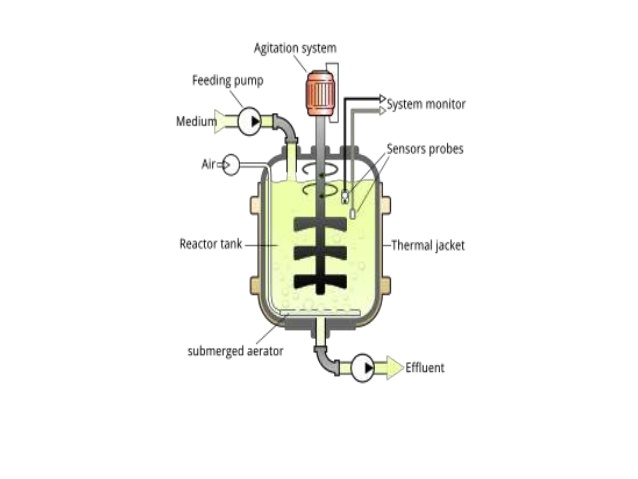 Agitation system
Feeding pump
System monitor
Medium
Sensors probes
Air
Reactor tank
Thermal jacket
submerged aerator
Effluent